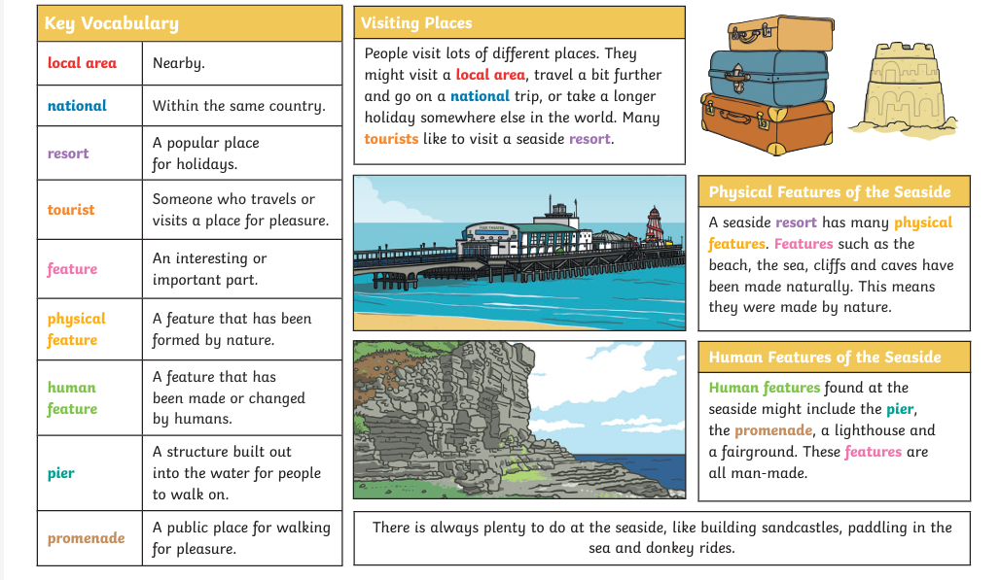 Key Vocabulary
local area
Nearby.
national
Within the same country.
resort
A popular place
for holidays.
tourist
Someone who travels or
visits a place for pleasure.
feature
An interesting or
important part.
physical
feature
A feature that has been
formed by nature.
human
feature
A feature that has
been made or changed
by humans.
pier
A structure built out
into the water for people
to walk on.
promenade
A public place for walking
for pleasure.
Visiting Places
People visit lots of different places. They
might visit a local area, travel a bit further
and go on a national trip, or take a longer
holiday somewhere else in the world. Many
tourists like to visit a seaside resort.
PIER THEATRE
Physical Features of the Seaside
A seaside resort has many physical
features. Features such as the
beach, the sea, cliffs and caves have
been made naturally. This means
they were made by nature.
Human Features of the Seaside
Human features found at the
seaside might include the pier,
the promenade, a lighthouse and
a fairground. These features are
all man-made.
There is always plenty to do at the seaside, like building sandcastles, paddling in the
sea and donkey rides.